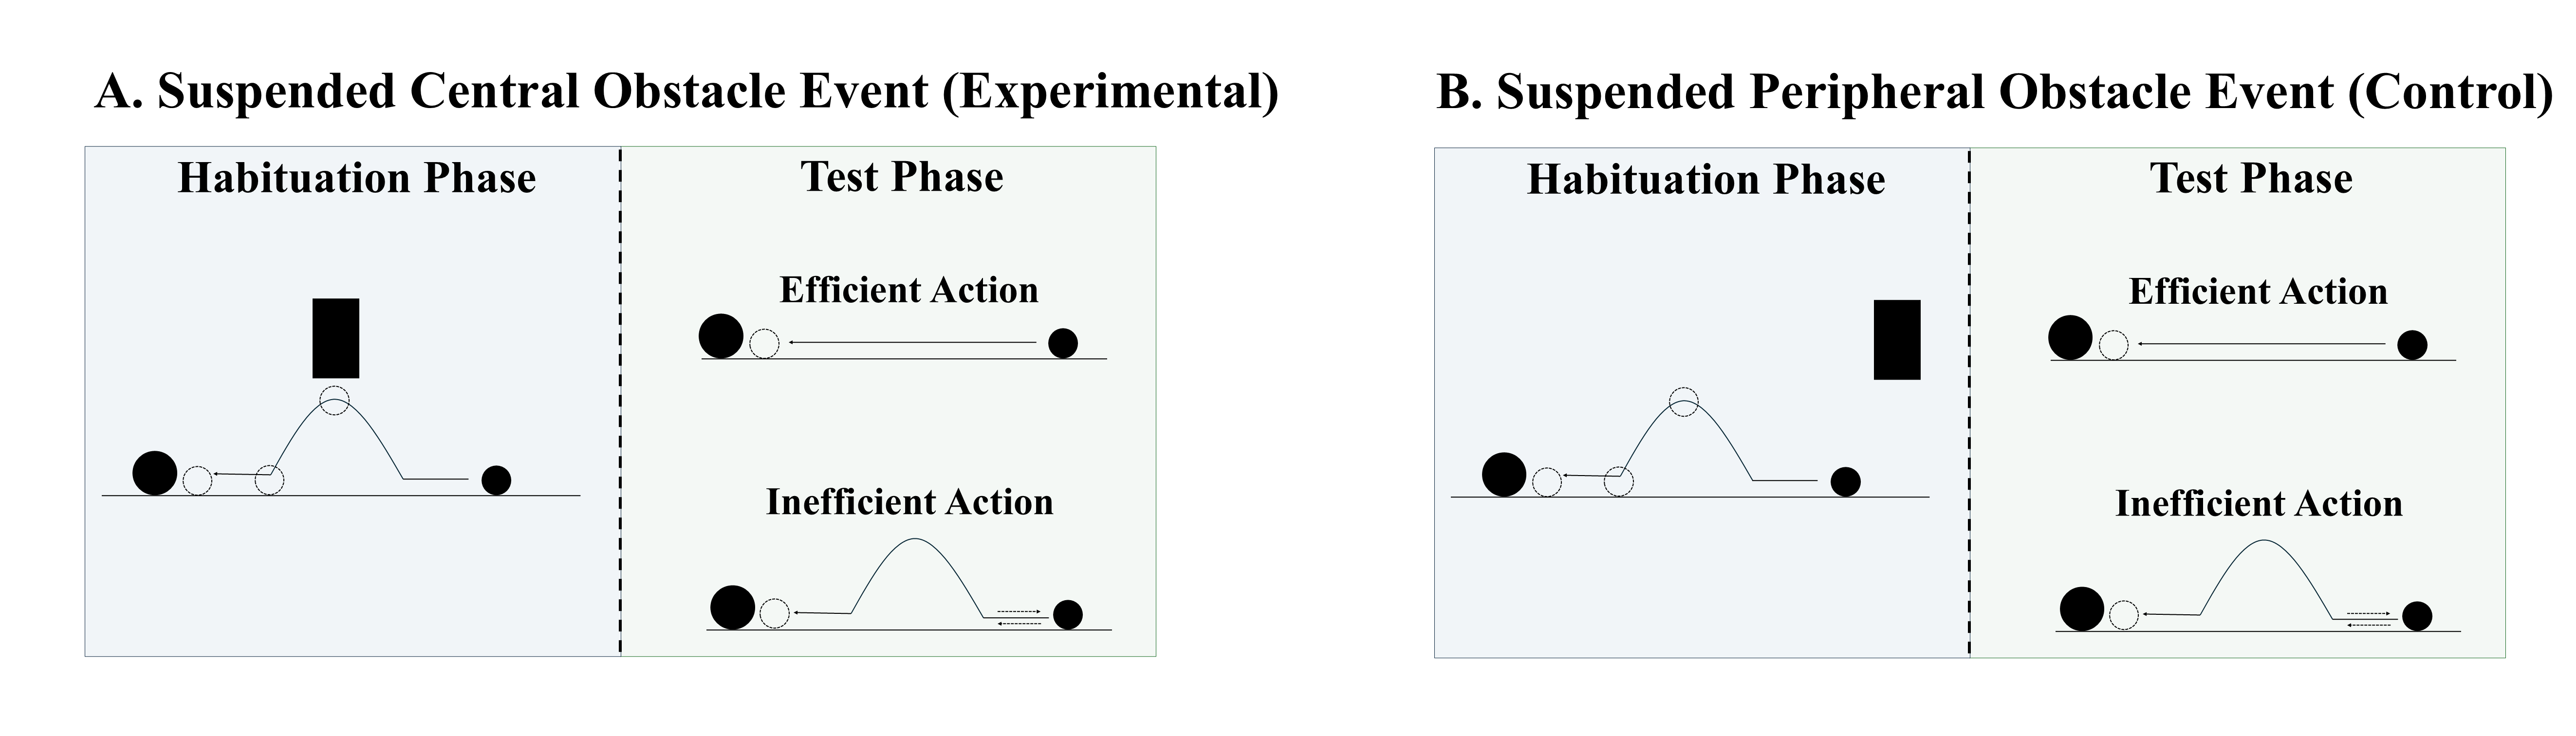 A. Suspended Central Obstacle Event (Experimental)
Habituation Phase
Test Phase
Efficient Action
Inefficient Action
B. Suspended Peripheral Obstacle Event (Control)
Habituation Phase
Test Phase
Efficient Action
Inefficient Action